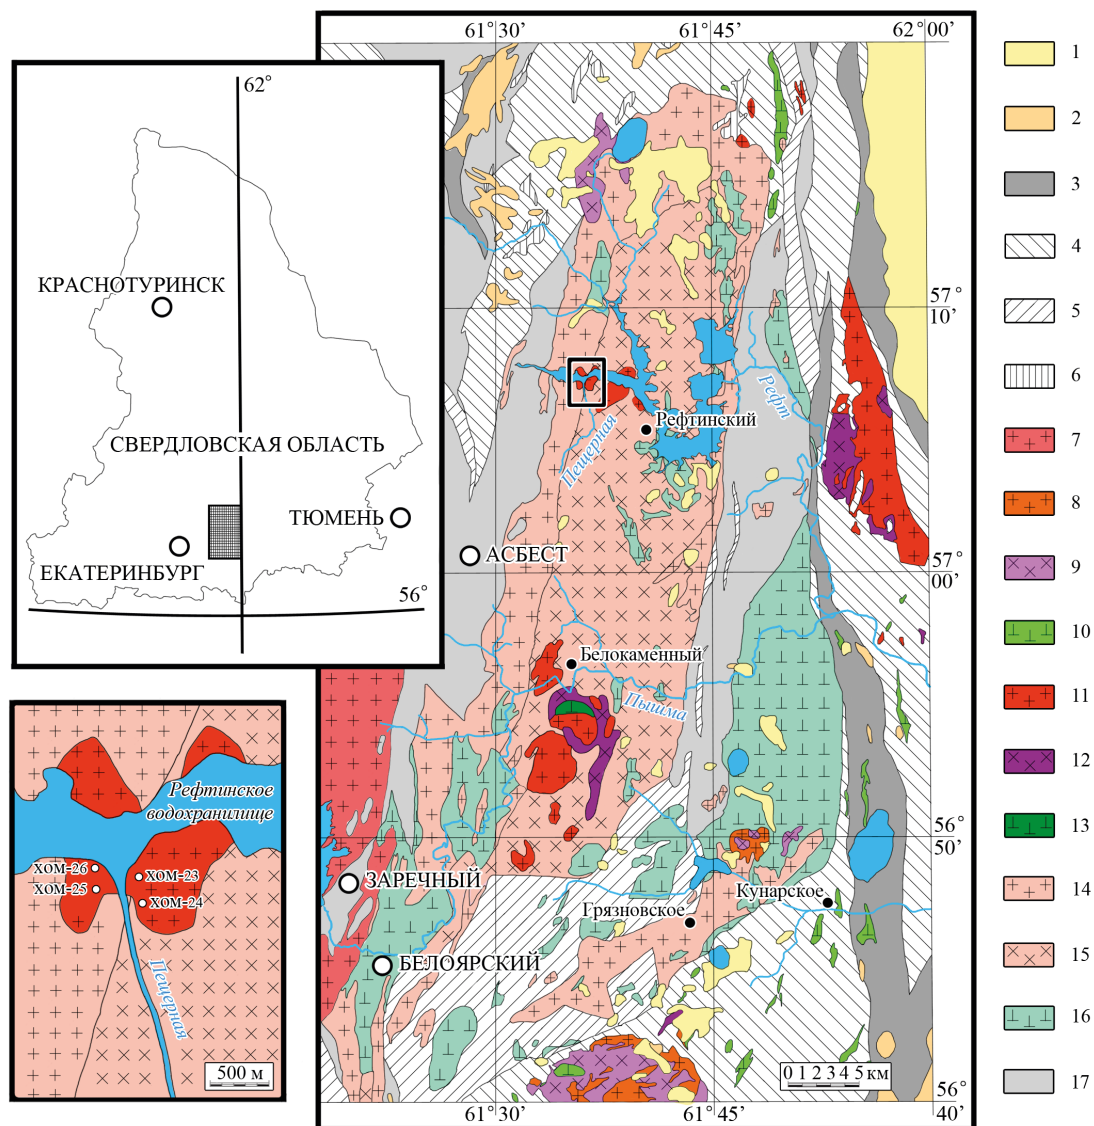 61°30′
61°45′
62°00′
62°
КРАСНОТУРИНСК
СВЕРДЛОВСКАЯ ОБЛАСТЬ
ТЮМЕНЬ
ЕКАТЕРИНБУРГ
56°
57°
10′
Рефт
Рефтинский
Пещерная
АСБЕСТ
57°
00′
Белокаменный
Пышма
56°
50′
ЗАРЕЧНЫЙ
Кунарское
Грязновское
БЕЛОЯРСКИЙ
0 1 2 3 4 5 км
61°30′
61°45′
56°
40′
Рефтинское
водохранилище
хом-26
хом-23
хом-25
хом-24
Пещерная
500 м
1
2
3
4
5
6
7
8
9
10
11
12
13
14
15
16
17